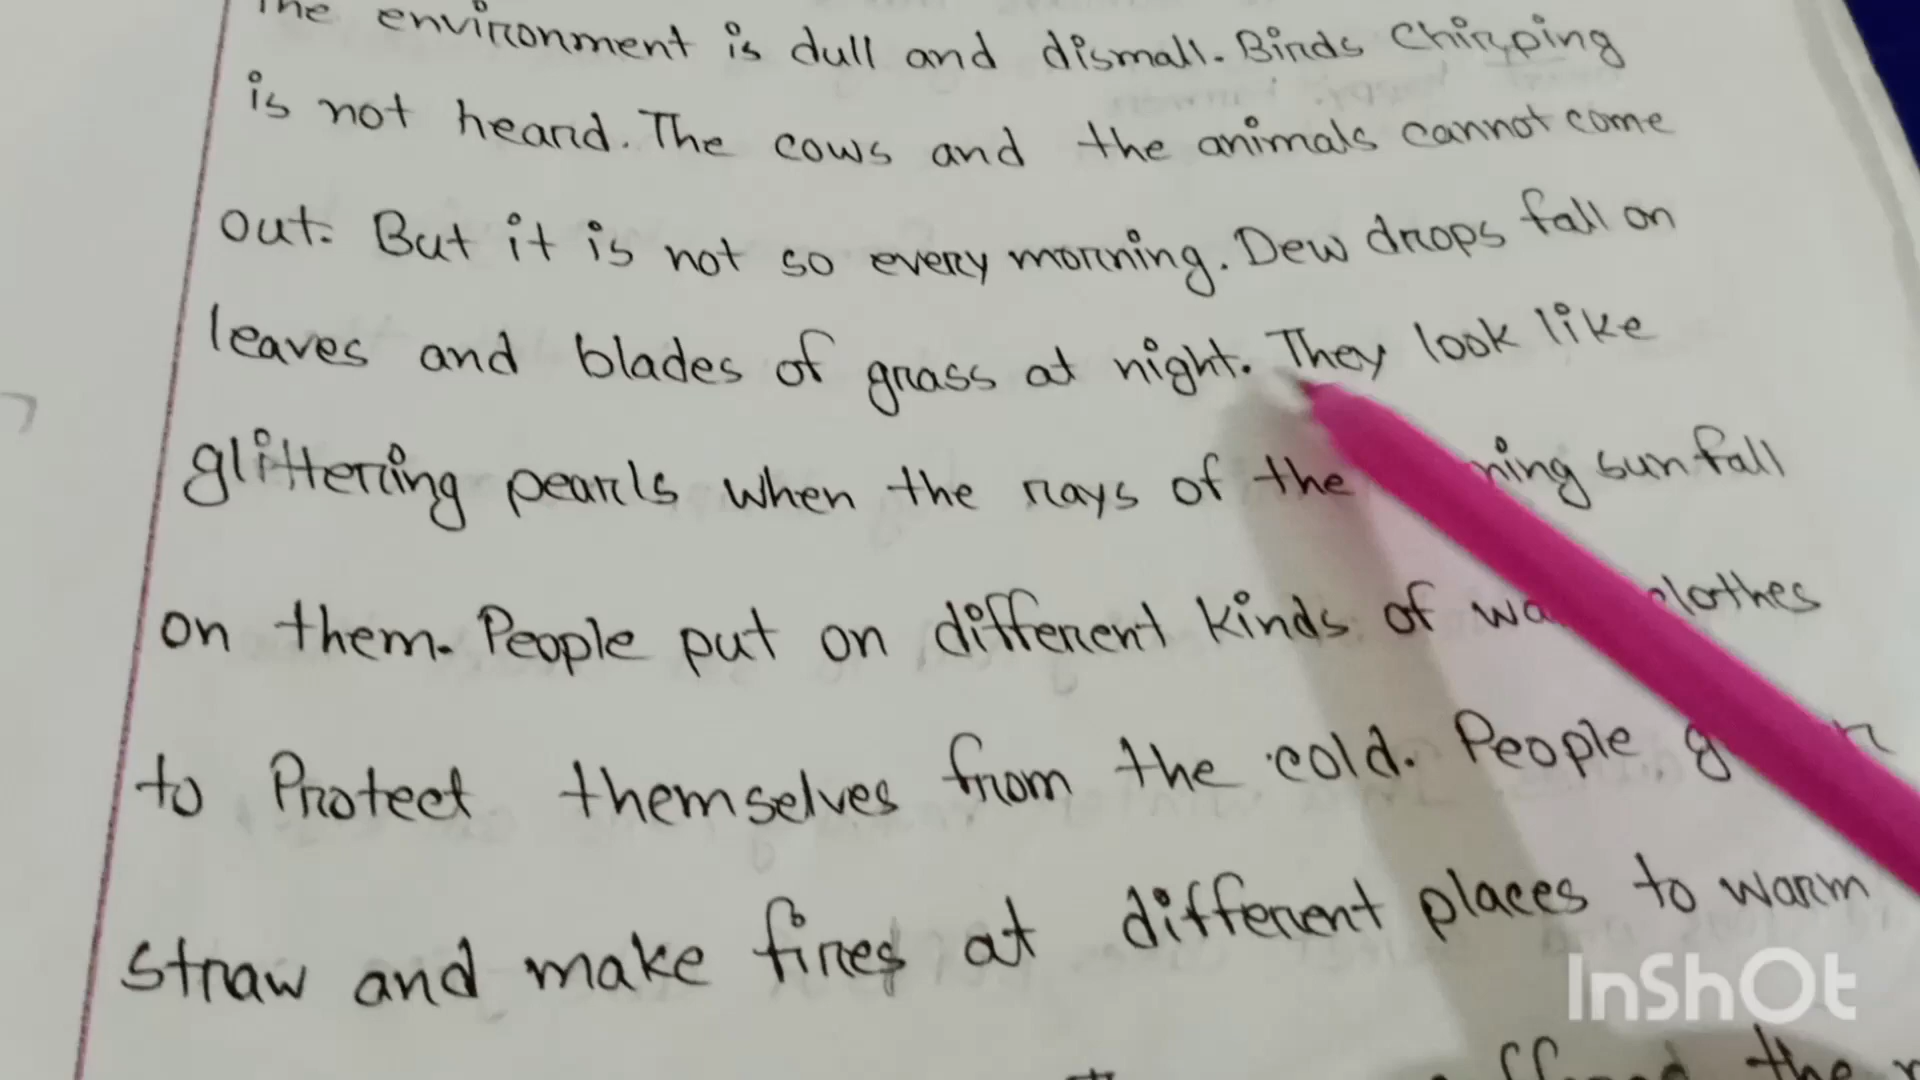 The environment is dull and dismall. Birds Chirping
is not heard. The cows and the animals cannot come
out. But it is not so every morning. Dew drops fall on
leaves and blades of grass at night. They look like
glittering pearls when the rays of the sun fall
on them. People put on different kinds of clothes
to Protect themselves from the cold. People
straw and make fires at different places to warm
the
InShOt